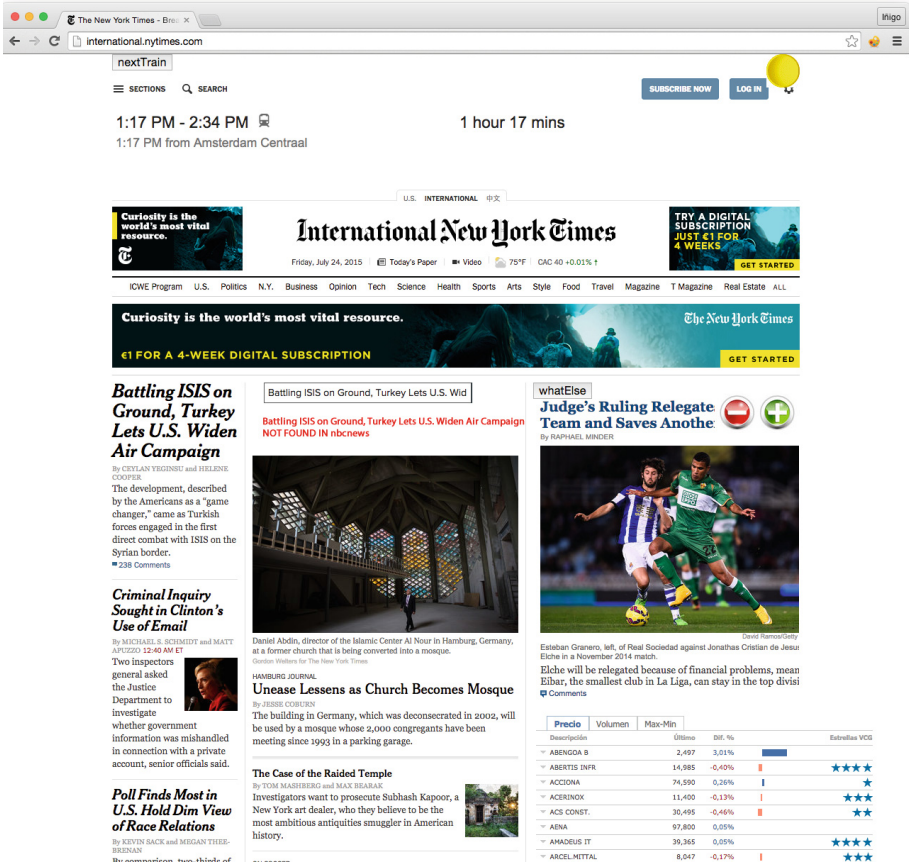 The New York Times - Brea
Iñigo
international.nytimes.com
nextTrain
SECTIONS
SEARCH
SUBSCRIBE NOW
LOG IN
1:17 PM - 2:34 PM
1 hour 17 mins
1:17 PM from Amsterdam Centraal
U.S. INTERNATIONAL 中文
Curiosity is the
world's most vital
resource.
International New York Times
TRY A DIGITAL
SUBSCRIPTION
JUST €1 FOR
4 WEEKS
GET STARTED
Friday, July 24, 2015
Today's Paper
Video
75°F
CAC 40 +0.01% ↑
ICWE Program U.S. Politics N.Y. Business Opinion Tech Science Health Sports Arts Style Food Travel Magazine T Magazine Real Estate ALL
Curiosity is the world's most vital resource.
The New York Times
€1 FOR A 4-WEEK DIGITAL SUBSCRIPTION
GET STARTED
Battling ISIS on
Ground, Turkey
Lets U.S. Widen
Air Campaign
By CEYLAN YEGINSU and HELENE
COOPER
The development, described
by the Americans as a “game
changer,” came as Turkish
forces engaged in the first
direct combat with ISIS on the
Syrian border.
238 Comments
Criminal Inquiry
Sought in Clinton's
Use of Email
By MICHAEL S. SCHMIDT and MATT
APUZZO 12:40 AM ET
Two inspectors
general asked
the Justice
Department to
investigate
whether government
information was mishandled
in connection with a private
account, senior officials said.
Poll Finds Most in
U.S. Hold Dim View
of Race Relations
By KEVIN SACK and MEGAN THEE-
BRENAN
By comparison, two-thirds of
Battling ISIS on Ground, Turkey Lets U.S. Wid
Battling ISIS on Ground, Turkey Lets U.S. Widen Air Campaign
NOT FOUND IN nbcnews
Daniel Abdin, director of the Islamic Center Al Nour in Hamburg, Germany,
at a former church that is being converted into a mosque.
Gordon Welters for The New York Times
HAMBURG JOURNAL
Unease Lessens as Church Becomes Mosque
By JESSE COBURN
The building in Germany, which was deconsecrated in 2002, will
be used by a mosque whose 2,000 congregants have been
meeting since 1993 in a parking garage.
The Case of the Raided Temple
By TOM MASHBERG and MAX BEARAK
Investigators want to prosecute Subhash Kapoor, a
New York art dealer, who they believe to be the
most ambitious antiquities smuggler in American
history.
whatElse
Judge's Ruling Relegate
Team and Saves Anothe
By RAPHAEL MINDER
David Ramos/Getty
Esteban Granero, left, of Real Sociedad against Jonathas Cristian de Jesus
Elche in a November 2014 match.
Elche will be relegated because of financial problems, mean
Eibar, the smallest club in La Liga, can stay in the top divisi
Comments
Precio Volumen Max-Min
Descripción Último Dif. % Estrellas VCG
ABENGOA B 2,497 3,01%
ABERTIS INFR 14,985 -0,40% ★★★★
ACCIONA 74,590 0,26% ★
ACERINOX 11,400 -0,13% ★★★
ACS CONST. 30,495 -0,46% ★★
AENA 97,800 0,05%
AMADEUS IT 39,365 0,05% ★★★★
ARCEL.MITTAL 8,047 -0,17% ★★★